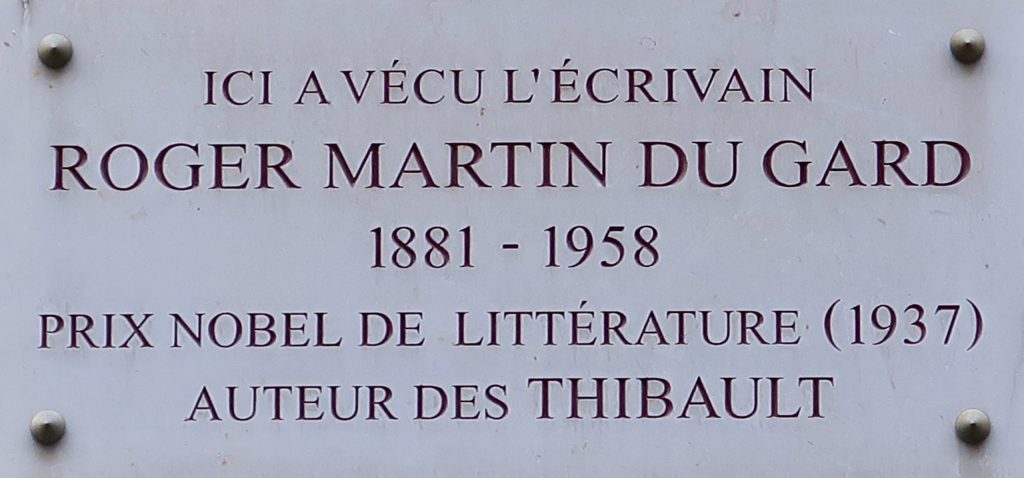 ICI A VÉCU L'ÉCRIVAIN
ROGER MARTIN DU GARD
1881 - 1958
PRIX NOBEL DE LITTÉRATURE (1937)
AUTEUR DES THIBAULT